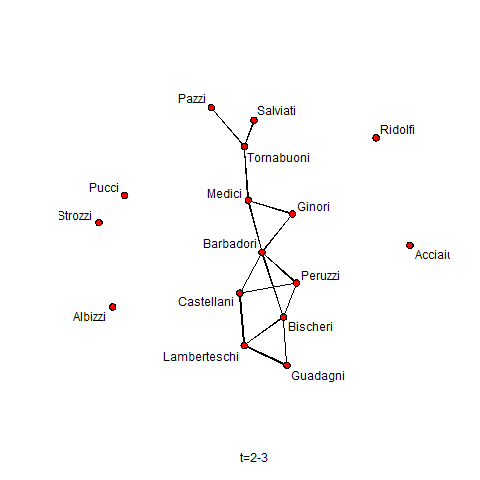 Pazzi
Salviati
Ridolfi
Tornabuoni
Pucci
Medici
Ginori
Strozzi
Barbadori
Acciaiu
Peruzzi
Castellani
Albizzi
Bischeri
Lamberteschi
Guadagni
t=2-3